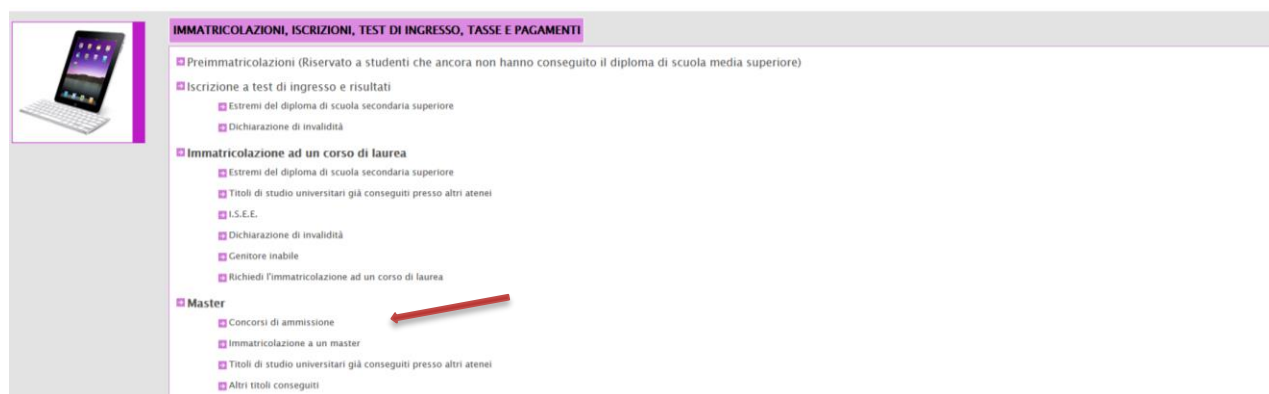 IMMATRICOLAZIONI, ISCRIZIONI, TEST DI INGRESSO, TASSE E PAGAMENTI
Preimmatricolazioni (Riservato a studenti che ancora non hanno conseguito il diploma di scuola media superiore)
Iscrizione a test di ingresso e risultati
Estremi del diploma di scuola secondaria superiore
Dichiarazione di invalidità
Immatricolazione ad un corso di laurea
Estremi del diploma di scuola secondaria superiore
Titoli di studio universitari già conseguiti presso altri atenei
I.S.E.E.
Dichiarazione di invalidità
Genitore inabile
Richiedi l'immatricolazione ad un corso di laurea
Master
Concorsi di ammissione
Immatricolazione a un master
Titoli di studio universitari già conseguiti presso altri atenei
Altri titoli conseguiti